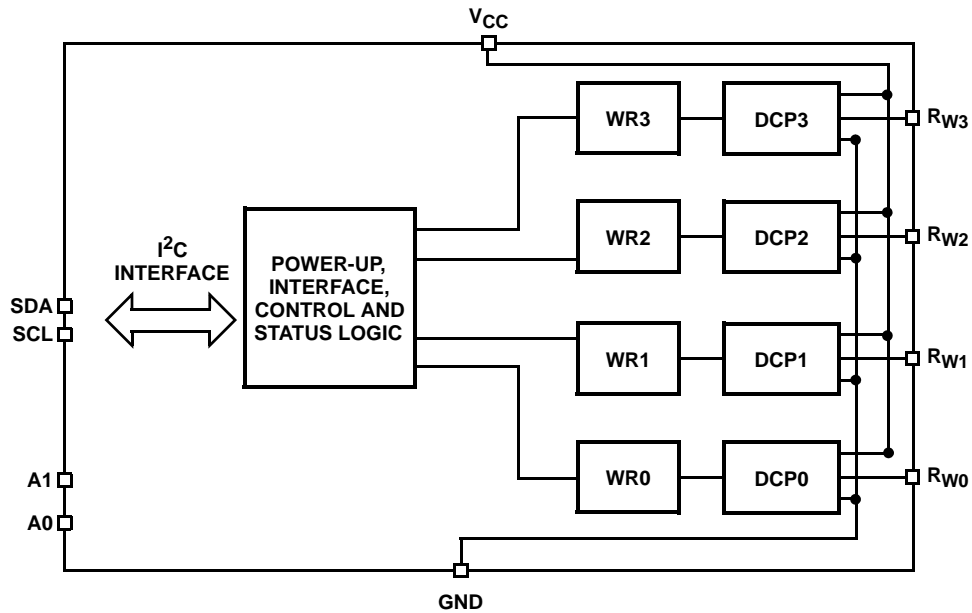 VCC
WR3
DCP3
RW3
WR2
DCP2
RW2
I2C
INTERFACE
POWER-UP,
INTERFACE,
CONTROL AND
STATUS LOGIC
SDA
SCL
WR1
DCP1
RW1
A1
A0
WR0
DCP0
RW0
GND